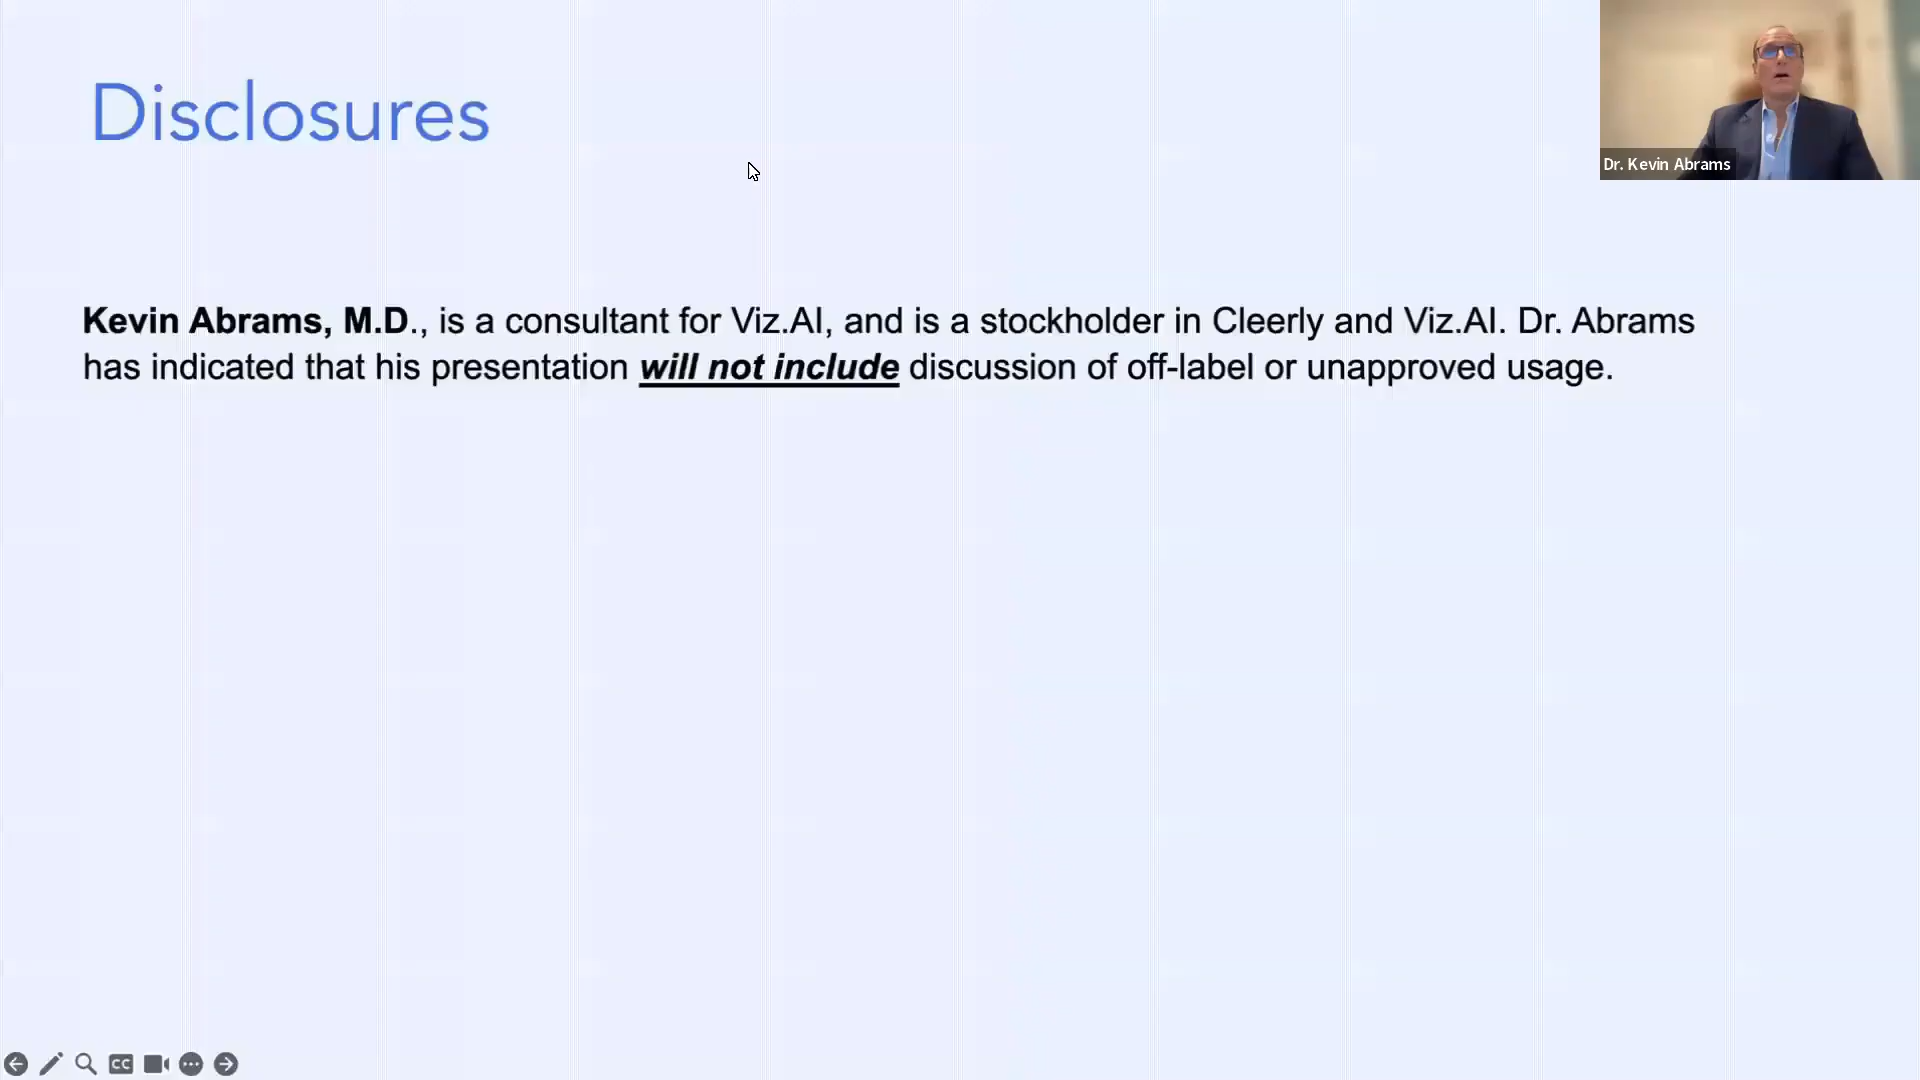 Disclosures
Dr. Kevin Abrams
Kevin Abrams, M.D., is a consultant for Viz.AI, and is a stockholder in Cleerly and Viz.AI. Dr. Abrams
has indicated that his presentation will not include discussion of off-label or unapproved usage.
CC